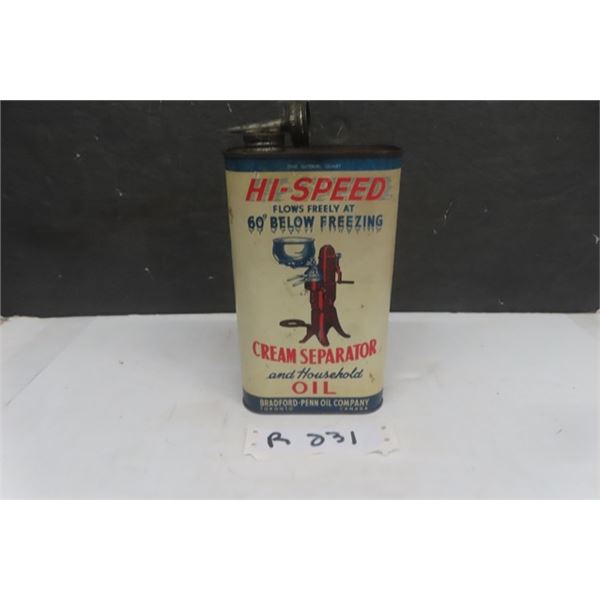 ONE IMPERIAL QUART
HI-SPEED
FLOWS FREELY AT
60° BELOW FREEZING
CREAM SEPARATOR
and Household
OIL
BRADFORD-PENN OIL COMPANY
TORONTO CANADA
R 231